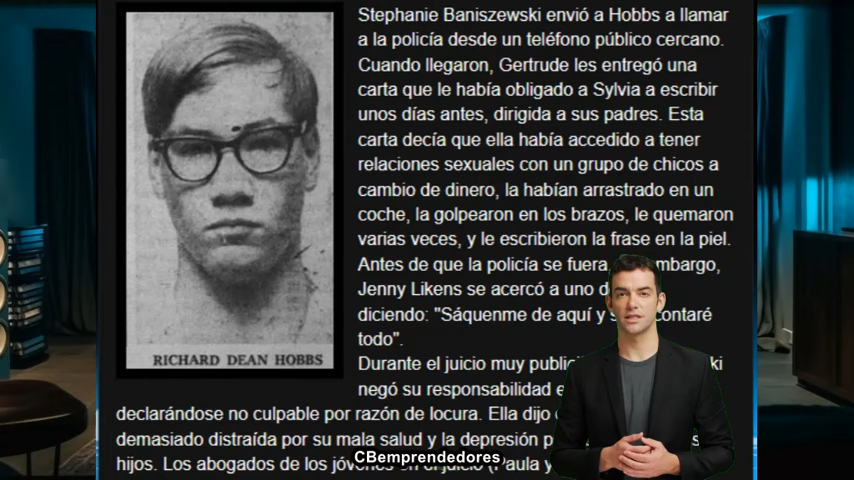 Stephanie Baniszewski envió a Hobbs a llamar
a la policía desde un teléfono público cercano.
Cuando llegaron, Gertrude les entregó una
carta que le había obligado a Sylvia a escribir
unos días antes, dirigida a sus padres. Esta
carta decía que ella había accedido a tener
relaciones sexuales con un grupo de chicos a
cambio de dinero, la habían arrastrado en un
coche, la golpearon en los brazos, le quemaron
varias veces, y le escribieron la frase en la piel.
Antes de que la policía se fuera
Jenny Likens se acercó a uno
diciendo: "Sáquenme de aquí y contaré
todo".
Durante el juicio muy
negó su responsabilidad
declarándose no culpable por razón de locura. Ella dijo
demasiado distraída por su mala salud y la depresión
hijos. Los abogados de los jóvenes en el juicio (Paula y
RICHARD DEAN HOBBS
CBemprendedores